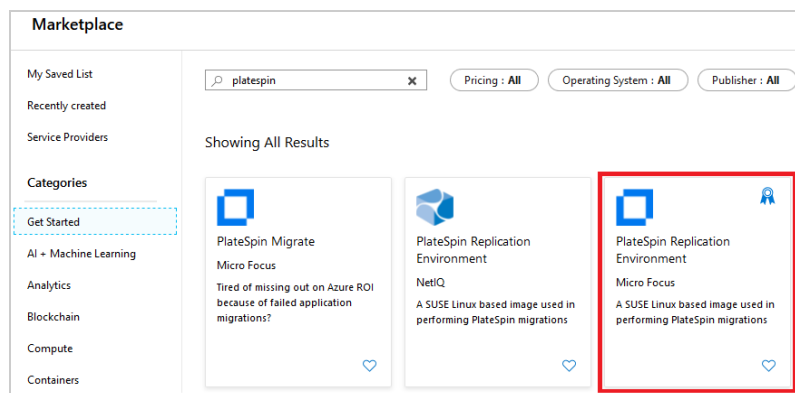 Marketplace
My Saved List
Recently created
Service Providers
Categories
Get Started
AI + Machine Learning
Analytics
Blockchain
Compute
Containers
platespin
Pricing : All
Operating System : All
Publisher : All
Showing All Results
PlateSpin Migrate
Micro Focus
Tired of missing out on Azure ROI
because of failed application
migrations?
PlateSpin Replication
Environment
NetIQ
A SUSE Linux based image used in
performing PlateSpin migrations
PlateSpin Replication
Environment
Micro Focus
A SUSE Linux based image used in
performing PlateSpin migrations